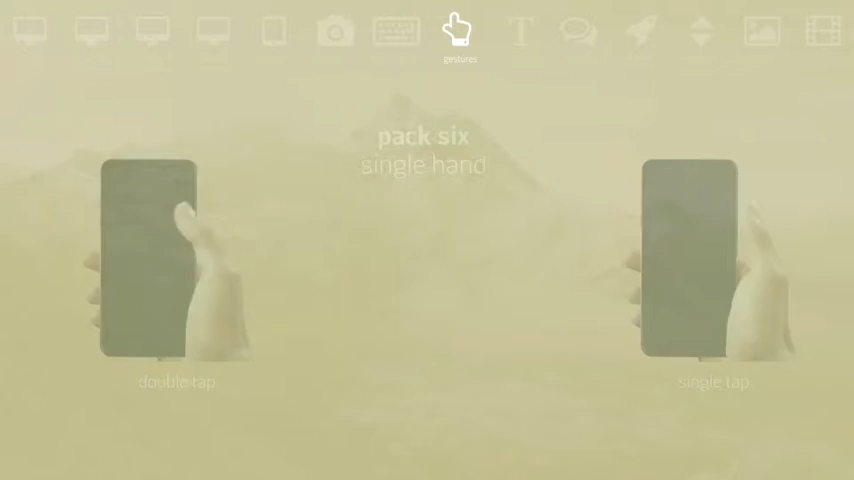 gestures
pack six
single hand
double tap
single tap